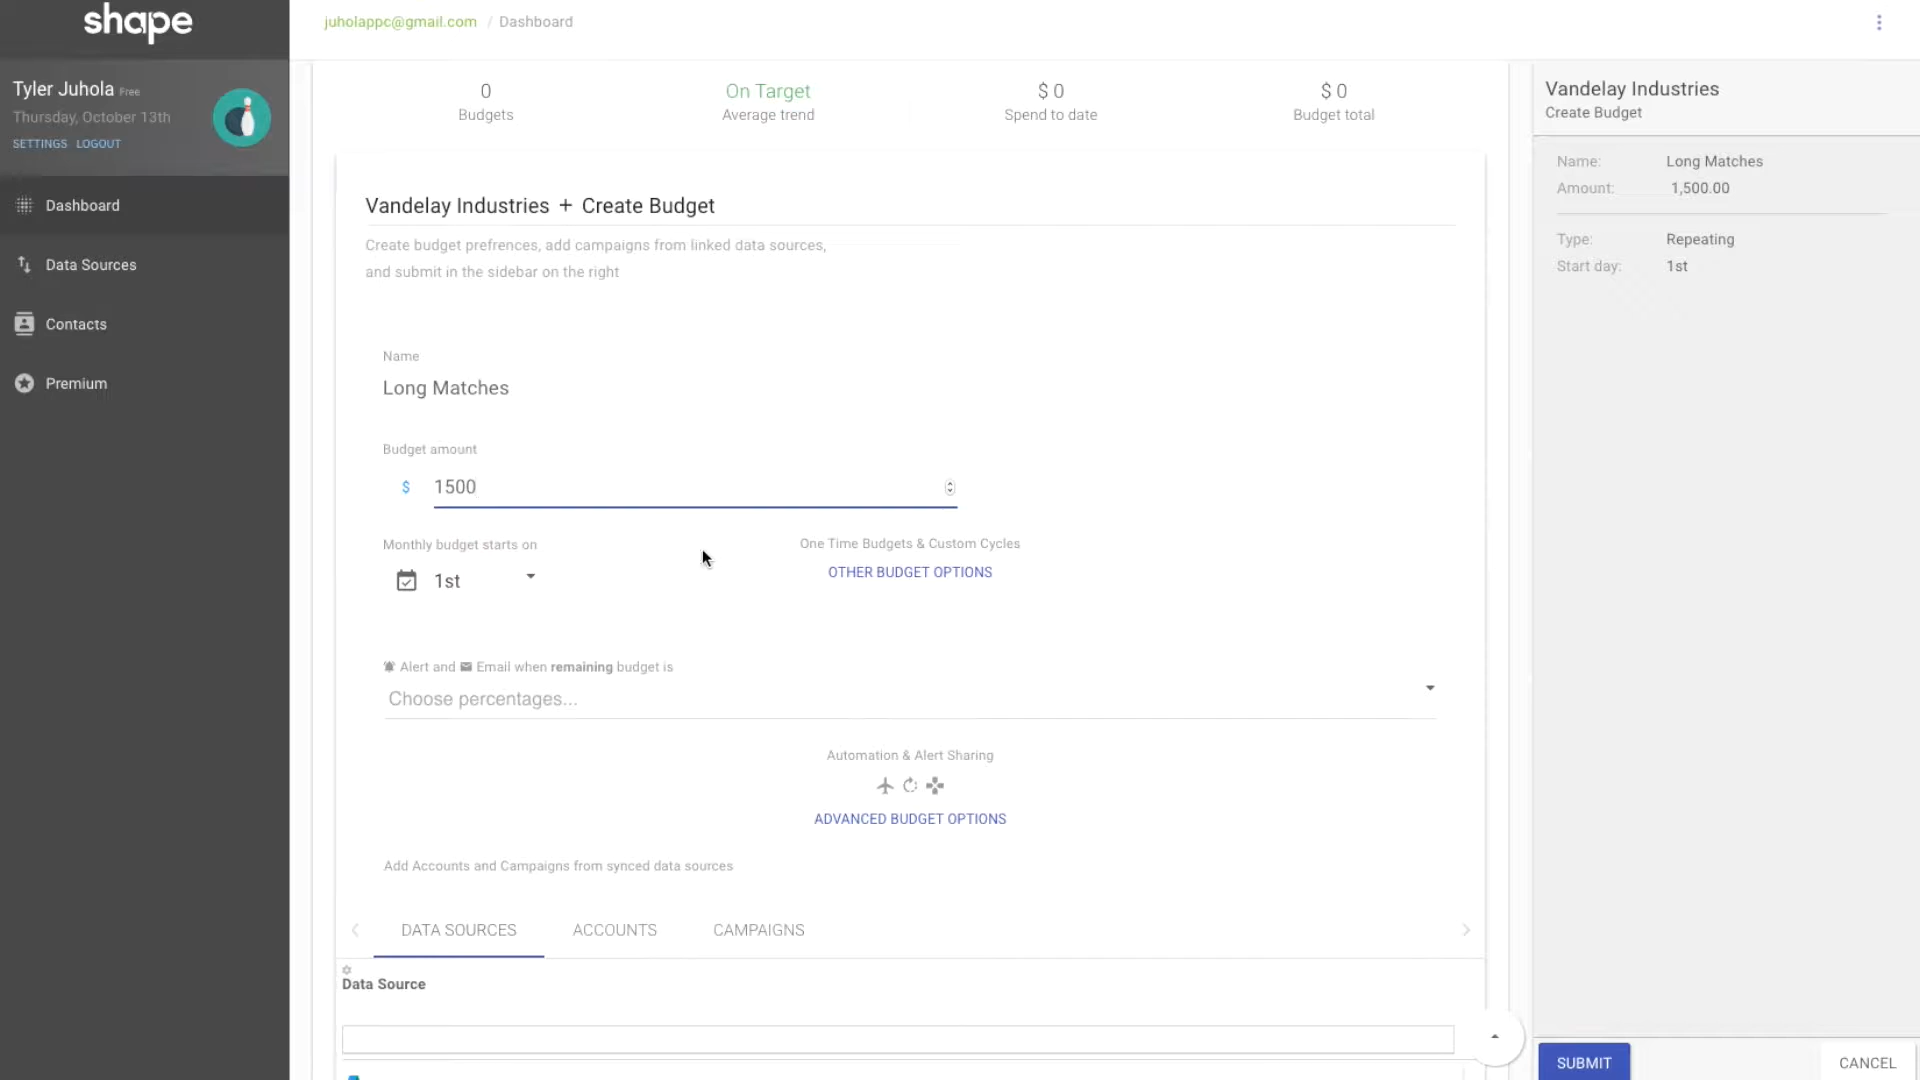 shape
juholappc@gmail.com / Dashboard
Tyler Juhola Free
Thursday, October 13th
SETTINGS LOGOUT
Dashboard
Data Sources
Contacts
Premium
0
Budgets
On Target
Average trend
$ 0
Spend to date
$ 0
Budget total
Vandelay Industries + Create Budget
Create budget prefrences, add campaigns from linked data sources,
and submit in the sidebar on the right
Name
Long Matches
Budget amount
$ 1500
Monthly budget starts on
1st
One Time Budgets & Custom Cycles
OTHER BUDGET OPTIONS
Alert and Email when remaining budget is
Choose percentages...
Automation & Alert Sharing
ADVANCED BUDGET OPTIONS
Add Accounts and Campaigns from synced data sources
DATA SOURCES ACCOUNTS CAMPAIGNS
Data Source
Vandelay Industries
Create Budget
Name: Long Matches
Amount: 1,500.00
Type: Repeating
Start day: 1st
SUBMIT CANCEL